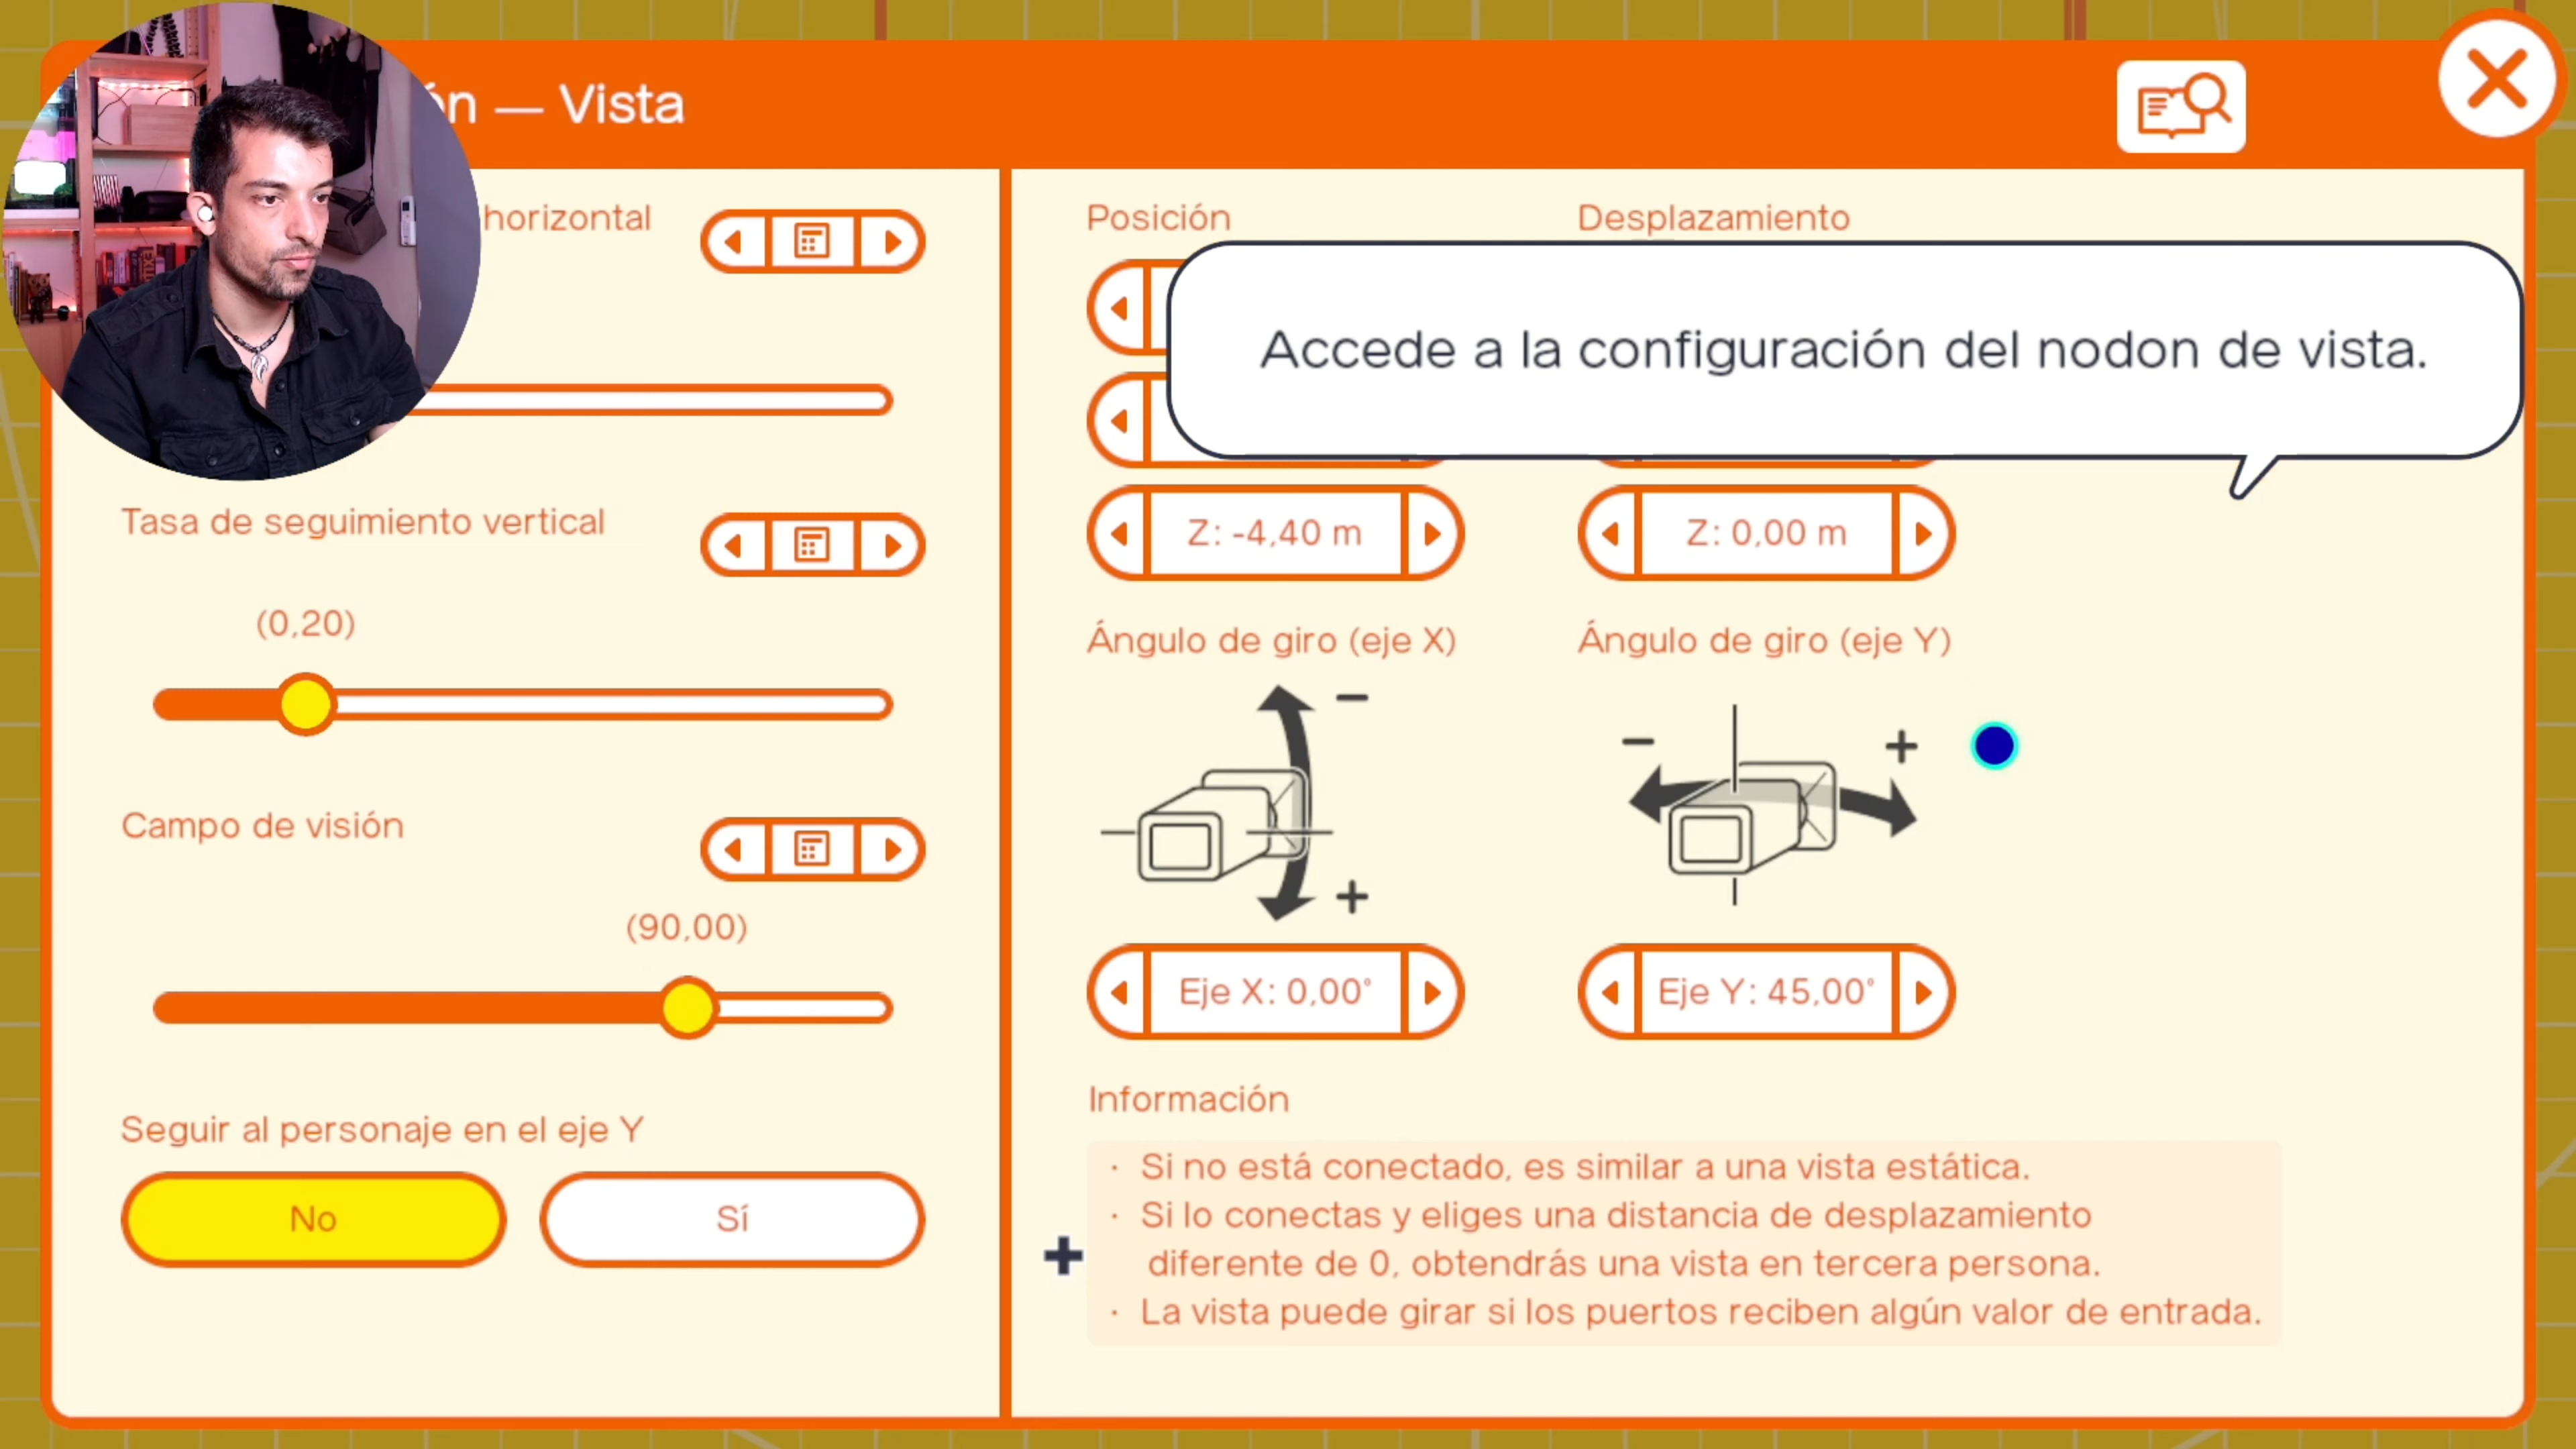 ón — Vista
horizontal
Posición
Desplazamiento
Accede a la configuración del nodon de vista.
Tasa de seguimiento vertical
(0,20)
Z: -4,40 m
Z: 0,00 m
Ángulo de giro (eje X)
Ángulo de giro (eje Y)
−
+
−
+
Campo de visión
(90,00)
Eje X: 0,00°
Eje Y: 45,00°
Seguir al personaje en el eje Y
No
Sí
Información
· Si no está conectado, es similar a una vista estática.
· Si lo conectas y eliges una distancia de desplazamiento
diferente de 0, obtendrás una vista en tercera persona.
· La vista puede girar si los puertos reciben algún valor de entrada.